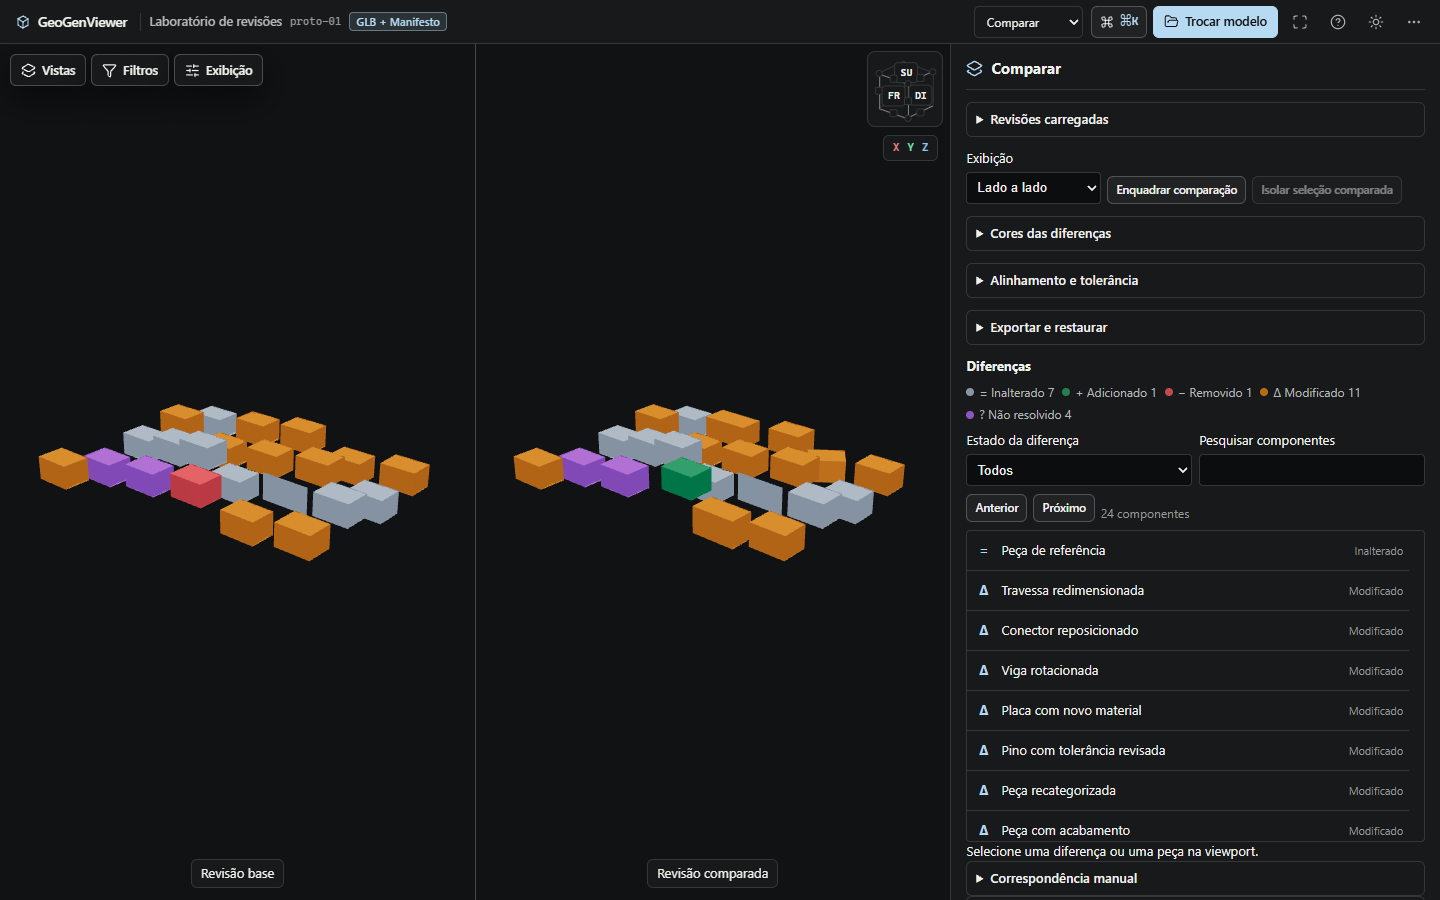 GeoGenViewer
Laboratório de revisões proto-01 GLB + Manifesto
Comparar
⌘ ⌘K
Trocar modelo
Vistas
Filtros
Exibição
SU
FR DI
X Y Z
Revisão base
Revisão comparada
Comparar
Revisões carregadas
Exibição
Lado a lado
Enquadrar comparação
Isolar seleção comparada
Cores das diferenças
Alinhamento e tolerância
Exportar e restaurar
Diferenças
= Inalterado 7 + Adicionado 1 − Removido 1 Δ Modificado 11
? Não resolvido 4
Estado da diferença
Pesquisar componentes
Todos
Anterior
Próximo
24 componentes
= Peça de referência Inalterado
Δ Travessa redimensionada Modificado
Δ Conector reposicionado Modificado
Δ Viga rotacionada Modificado
Δ Placa com novo material Modificado
Δ Pino com tolerância revisada Modificado
Δ Peça recategorizada Modificado
Δ Peça com acabamento Modificado
Selecione uma diferença ou uma peça na viewport.
Correspondência manual